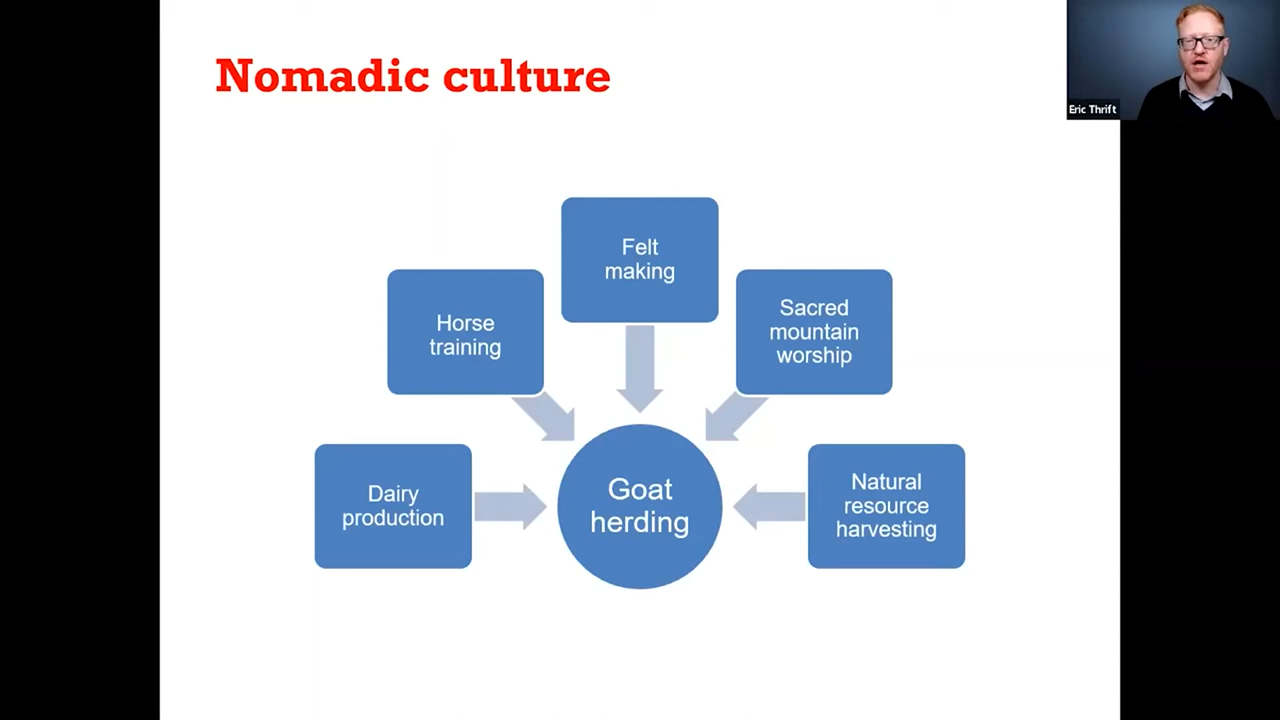 Nomadic culture
Eric Thrift
Felt
making
Horse
training
Sacred
mountain
worship
Dairy
production
Goat
herding
Natural
resource
harvesting